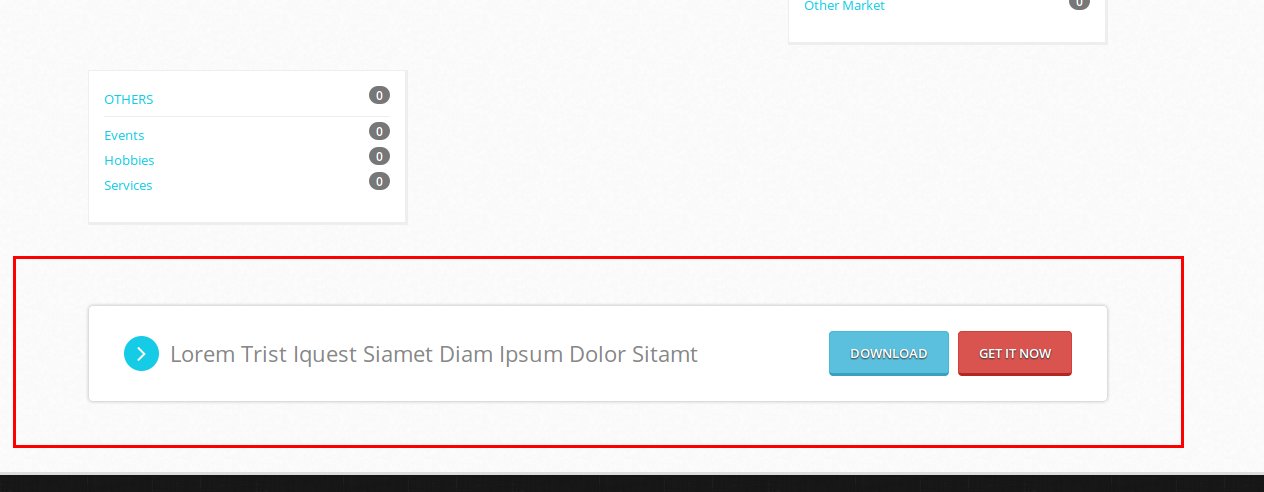 Other Market 0
OTHERS 0
Events 0
Hobbies 0
Services 0
Lorem Trist Iquest Siamet Diam Ipsum Dolor Sitamt DOWNLOAD GET IT NOW